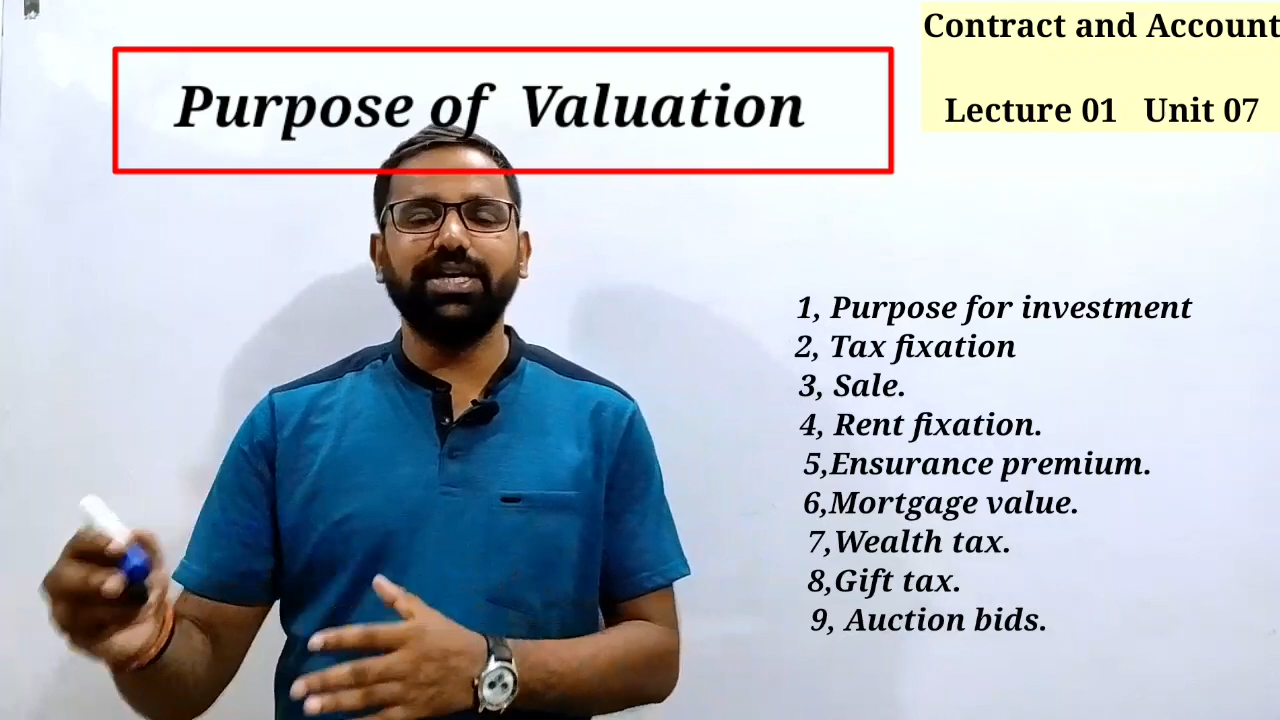 Contract and Account
Lecture 01 Unit 07
Purpose of Valuation
1, Purpose for investment
2, Tax fixation
3, Sale.
4, Rent fixation.
5,Ensurance premium.
6,Mortgage value.
7,Wealth tax.
8,Gift tax.
9, Auction bids.